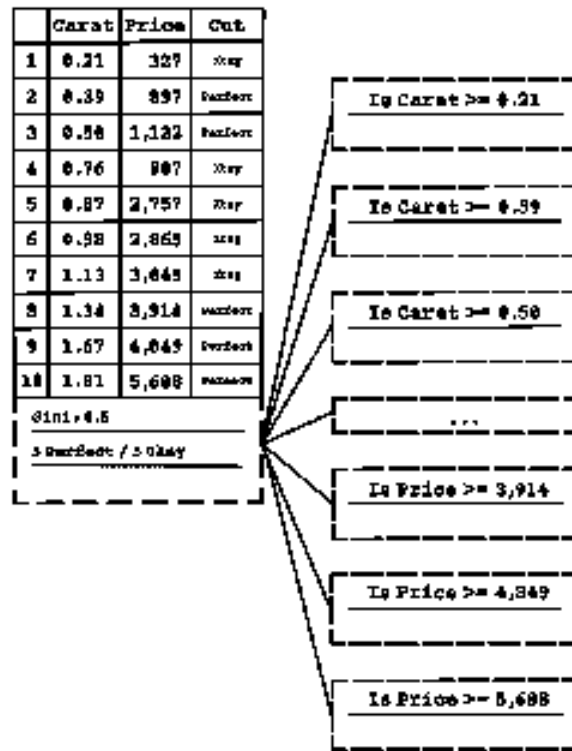 Carat Price Cut
1 0.21 327 Okay
2 0.39 897 Perfect
3 0.50 1,122 Perfect
4 0.76 907 Okay
5 0.87 2,757 Okay
6 0.98 2,865 Okay
7 1.13 Okay
8 1.34 3,914 Perfect
9 1.67 4,849 Perfect
10 1.81 5,688 Perfect
Gini: 0.5
5 Perfect / 5 Okay
Is Carat >= 0.21
Is Carat >= 0.39
Is Carat >= 0.50
...
Is Price >= 3,914
Is Price >= 4,849
Is Price >= 5,688